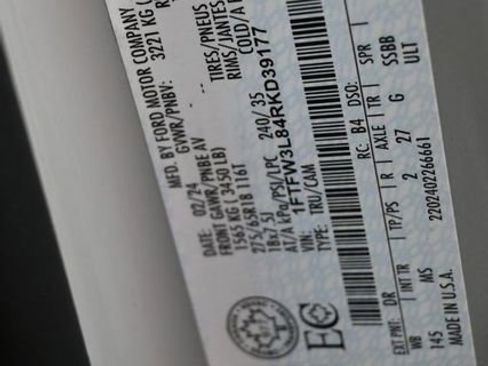 MFD. BY FORD MOTOR COMPANY
DATE: 02/24 GVWR/PNBV: 3221 KG (
FRONT GAWR/PNBE AV
1565 KG ( 3450 LB)
275/65R18 116T TIRES/PNEUS
18x7.5J RIMS/JANTES
AT/A kPa/PSI/LPC 240/ 35 COLD/A
VIN: 1FTFW3L84RKD39177
TYPE: TRU/CAM
EC
RC: B4 DSO:
EXT PNT: DR INT TR TP/PS R AXLE TR SPR
WB MS 2 27 G SSBB
145 2202402266661 ULT
MADE IN U.S.A.